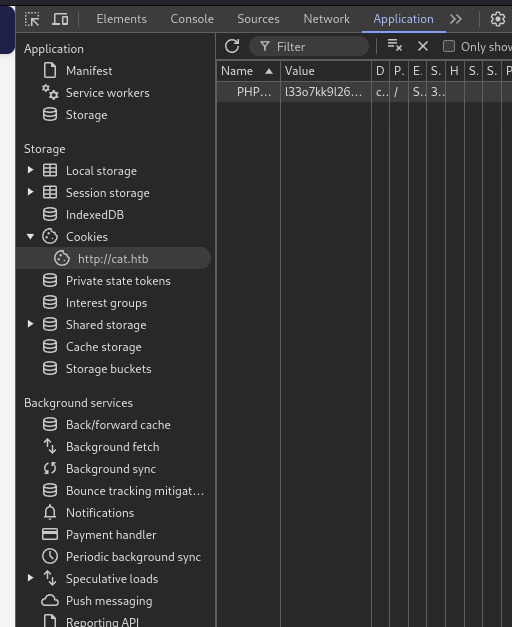 Elements Console Sources Network Application
Filter Only show
Application
Manifest
Service workers
Storage
Storage
Local storage
Session storage
IndexedDB
Cookies
http://cat.htb
Private state tokens
Interest groups
Shared storage
Cache storage
Storage buckets
Background services
Back/forward cache
Background fetch
Background sync
Bounce tracking mitigat…
Notifications
Payment handler
Periodic background sync
Speculative loads
Push messaging
Reporting API
Name Value D P. E. S. H S. S. P
PHP… l33o7kk9l26… c.. / S.. 3..